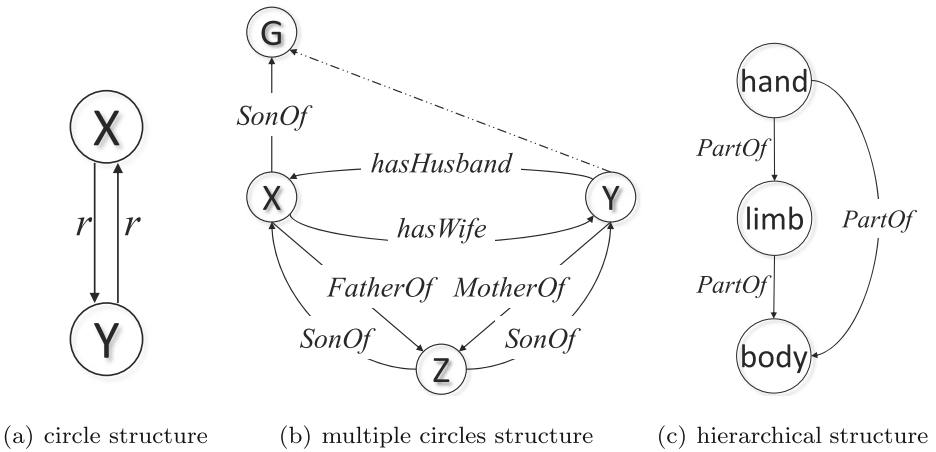 X
r r
Y
(a) circle structure
G
SonOf
hasHusband
X
Y
hasWife
FatherOf MotherOf
SonOf SonOf
Z
(b) multiple circles structure
hand
PartOf
limb
PartOf
PartOf
body
(c) hierarchical structure